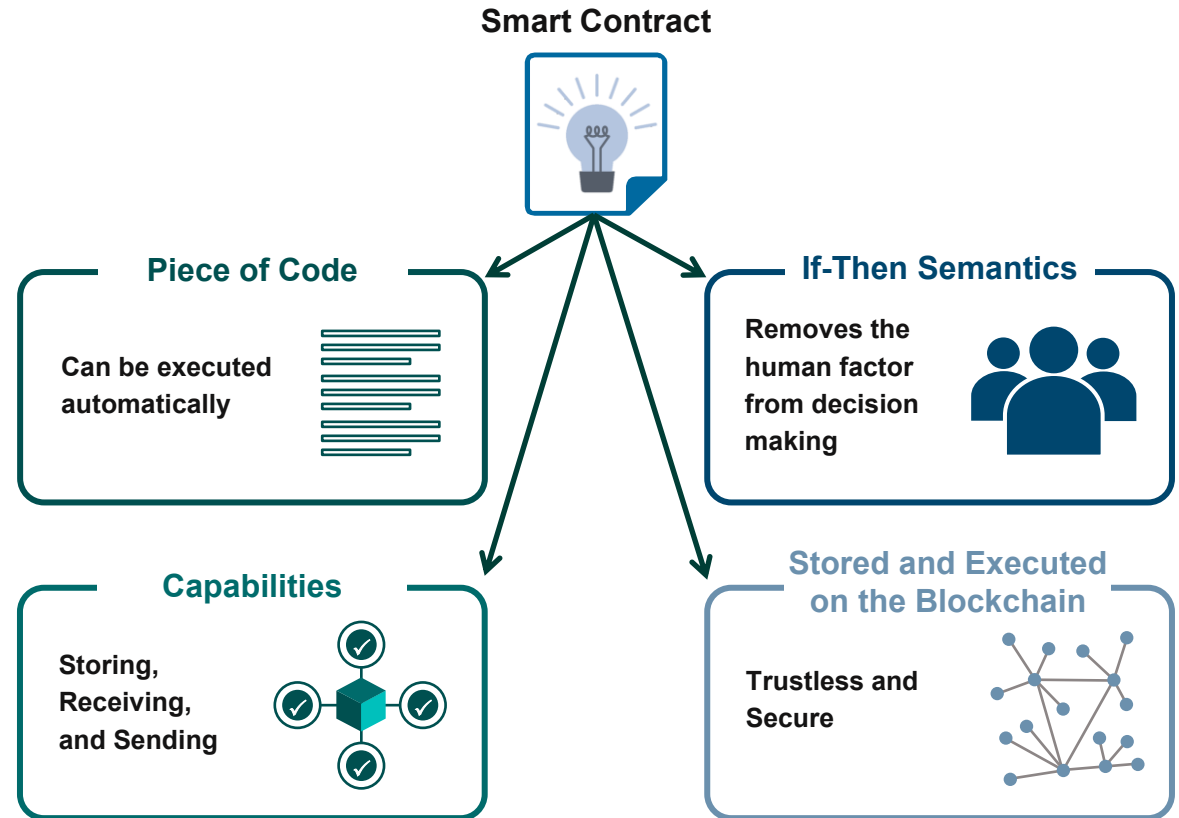 Smart Contract
Piece of Code
Can be executed
automatically
If-Then Semantics
Removes the
human factor
from decision
making
Capabilities
Storing,
Receiving,
and Sending
Stored and Executed
on the Blockchain
Trustless and
Secure